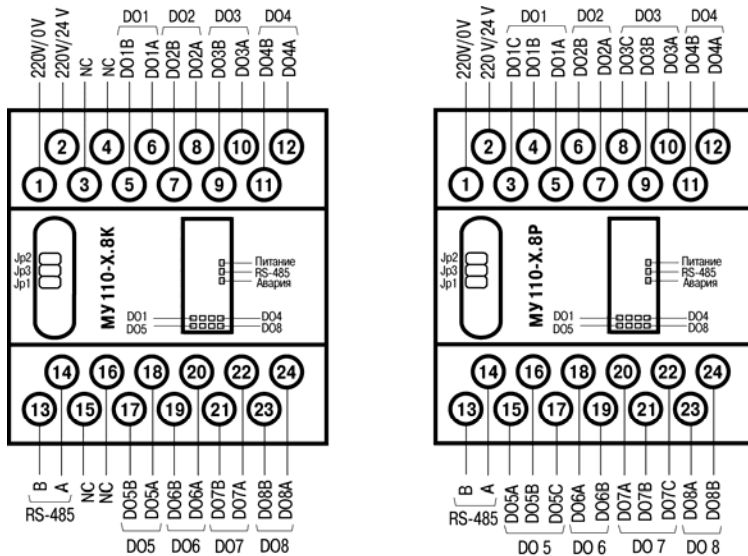 DO1 DO2 DO3 DO4
220V/0V 220V/24 V NC NC DO1B DO1A DO2B DO2A DO3B DO3A DO4B DO4A
2 4 6 8 10 12
1 3 5 7 9 11
Jp2
Jp3
Jp1
МУ110-Х.8К
Питание
RS-485
Авария
DO1 DO4
DO5 DO8
14 16 18 20 22 24
13 15 17 19 21 23
B A NC NC DO5B DO5A DO6B DO6A DO7B DO7A DO8B DO8A
RS-485
DO5 DO6 DO7 DO8
DO1 DO2 DO3 DO4
220V/0V 220V/24 V DO1C DO1B DO1A DO2B DO2A DO3C DO3B DO3A DO4B DO4A
2 4 6 8 10 12
1 3 5 7 9 11
Jp2
Jp3
Jp1
МУ110-Х.8Р
Питание
RS-485
Авария
DO1 DO4
DO5 DO8
14 16 18 20 22 24
13 15 17 19 21 23
B A DO5A DO5B DO5C DO6A DO6B DO7A DO7B DO7C DO8A DO8B
RS-485
DO 5 DO 6 DO 7 DO 8